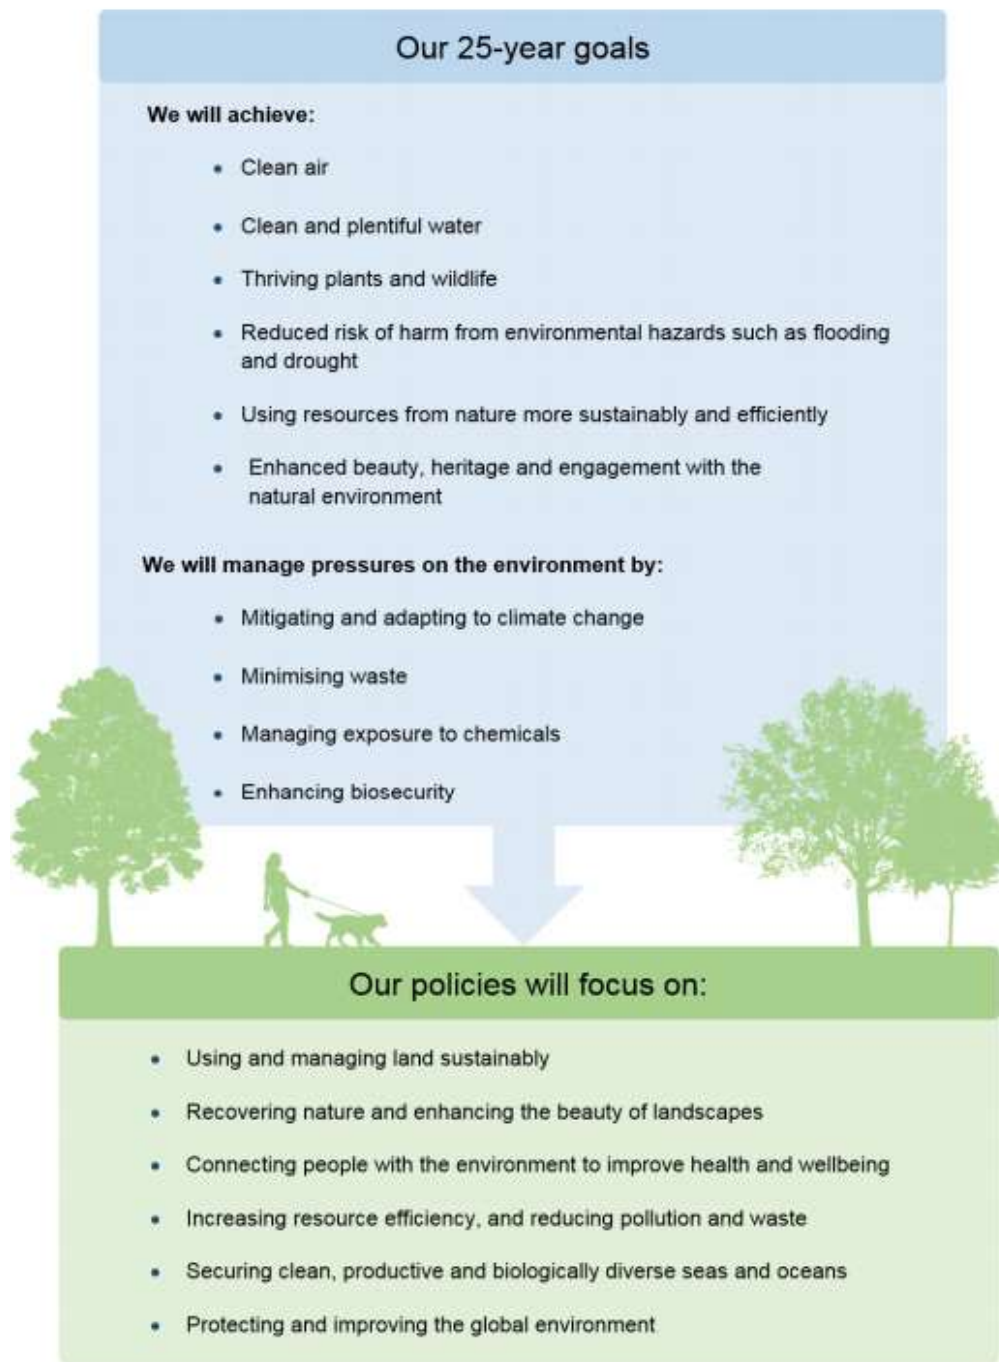 Our 25-year goals
We will achieve:
• Clean air
• Clean and plentiful water
• Thriving plants and wildlife
• Reduced risk of harm from environmental hazards such as flooding
and drought
• Using resources from nature more sustainably and efficiently
• Enhanced beauty, heritage and engagement with the
natural environment
We will manage pressures on the environment by:
• Mitigating and adapting to climate change
• Minimising waste
• Managing exposure to chemicals
• Enhancing biosecurity
Our policies will focus on:
• Using and managing land sustainably
• Recovering nature and enhancing the beauty of landscapes
• Connecting people with the environment to improve health and wellbeing
• Increasing resource efficiency, and reducing pollution and waste
• Securing clean, productive and biologically diverse seas and oceans
• Protecting and improving the global environment